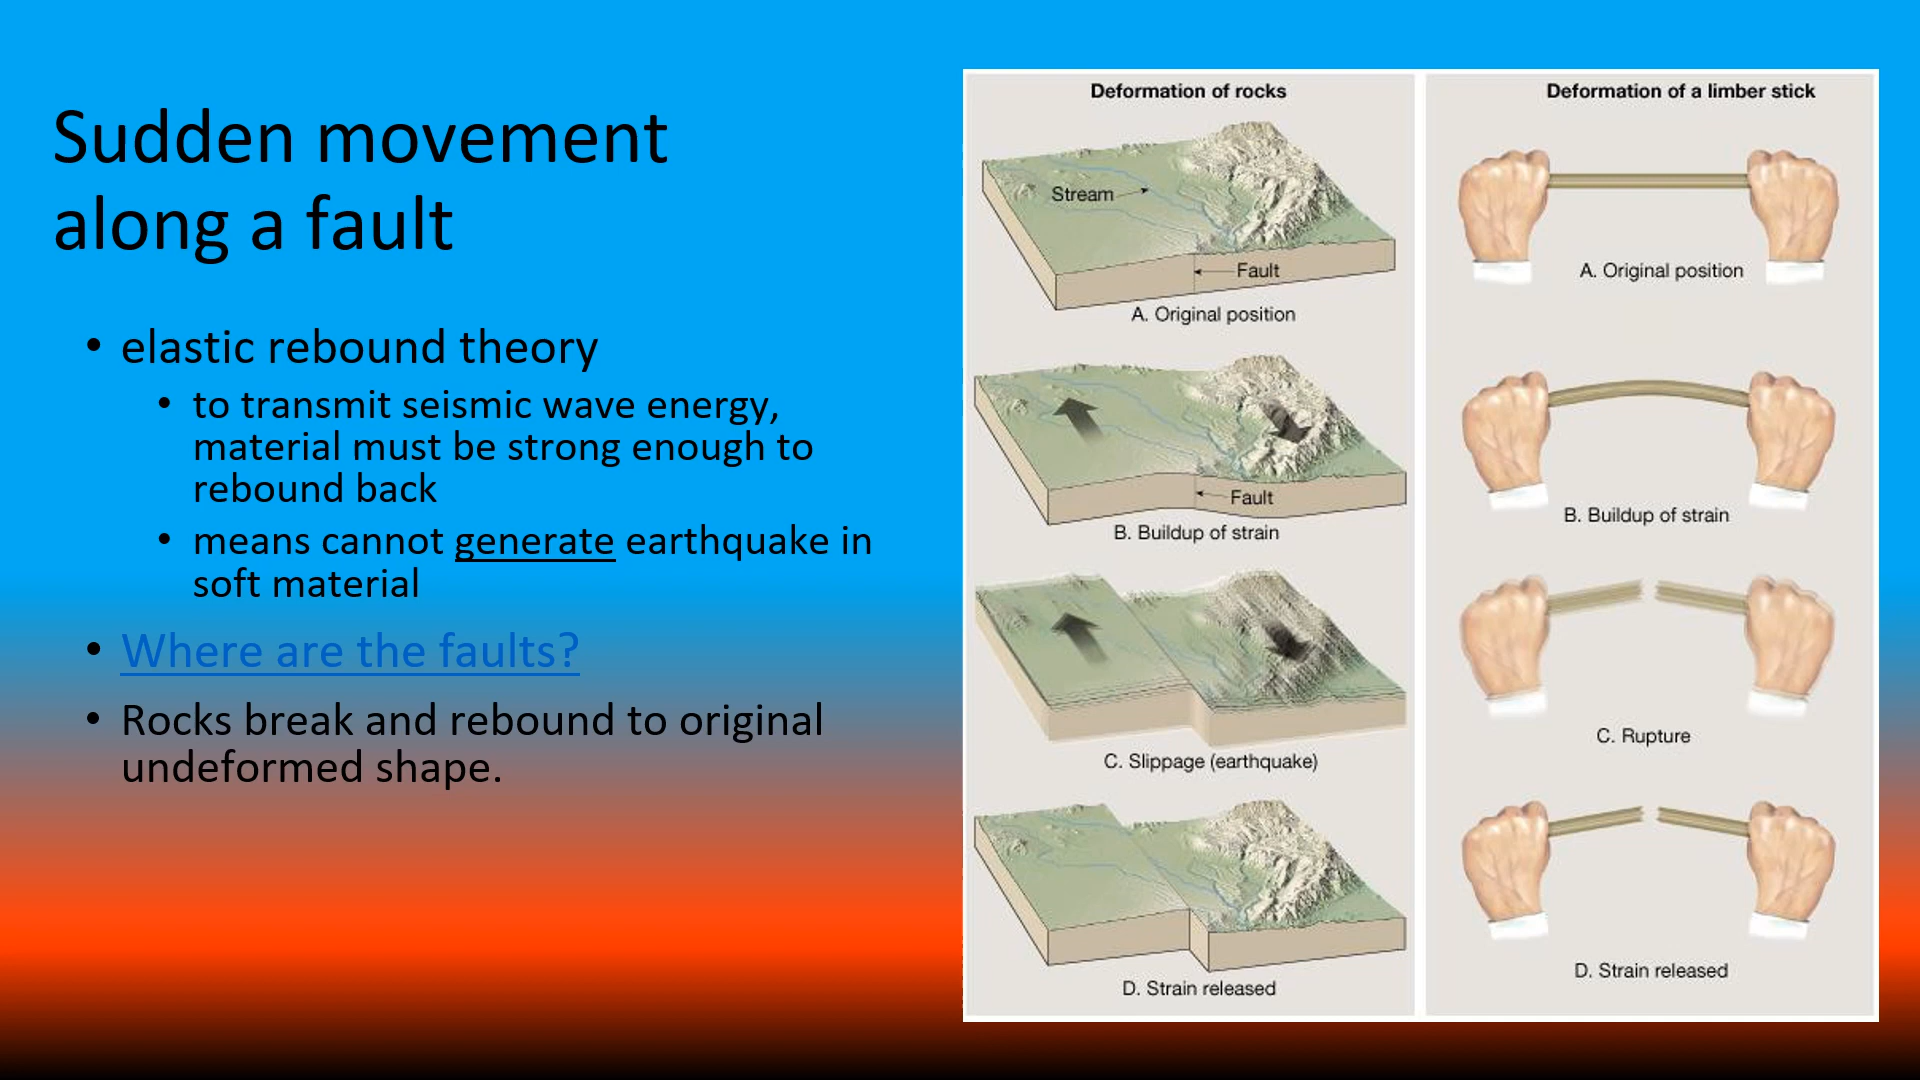 Sudden movement
along a fault
• elastic rebound theory
• to transmit seismic wave energy,
material must be strong enough to
rebound back
• means cannot generate earthquake in
soft material
• Where are the faults?
• Rocks break and rebound to original
undeformed shape.
Deformation of rocks
Stream
Fault
A. Original position
Fault
B. Buildup of strain
C. Slippage (earthquake)
D. Strain released
Deformation of a limber stick
A. Original position
B. Buildup of strain
C. Rupture
D. Strain released